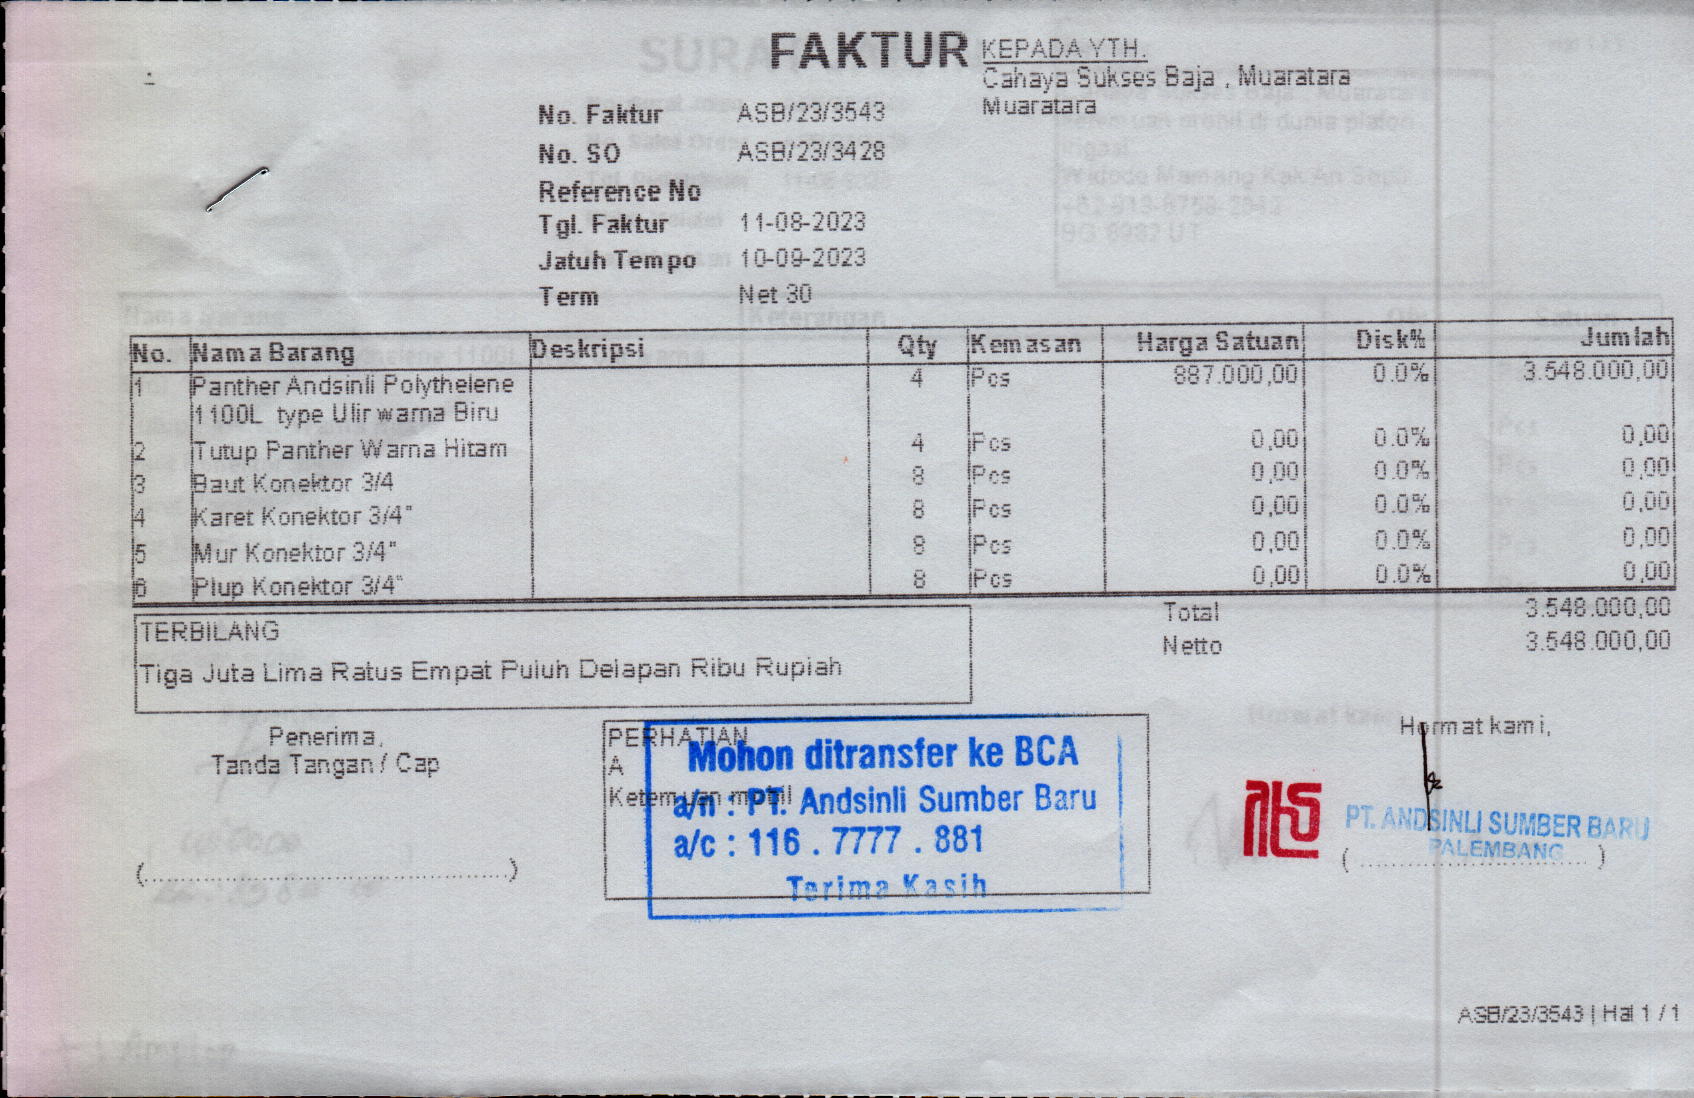 FAKTUR
KEPADA YTH.
Cahaya Sukses Baja , Muaratara
Muaratara
No. Faktur ASB/23/3543
No. SO ASB/23/3428
Reference No
Tgl. Faktur 11-08-2023
Jatuh Tempo 10-09-2023
Term Net 30
No. Nama Barang Deskripsi Qty Kemasan Harga Satuan Disk% Jumlah
1 Panther Andsinli Polythelene 4 Pcs 887.000,00 0.0% 3.548.000,00
1100L type Ulir warna Biru
2 Tutup Panther Warna Hitam 4 Pcs 0,00 0.0% 0,00
3 Baut Konektor 3/4 8 Pcs 0,00 0.0% 0,00
4 Karet Konektor 3/4" 8 Pcs 0,00 0.0% 0,00
5 Mur Konektor 3/4" 8 Pcs 0,00 0.0% 0,00
6 Plup Konektor 3/4" 8 Pcs 0,00 0.0% 0,00
Total 3.548.000,00
Netto 3.548.000,00
TERBILANG
Tiga Juta Lima Ratus Empat Puluh Delapan Ribu Rupiah
Penerima,
Tanda Tangan / Cap
(................................................)
PERHATIAN
A
Ketemuan mobil
Mohon ditransfer ke BCA
a/n : PT. Andsinli Sumber Baru
a/c : 116 . 7777 . 881
Terima Kasih
Hormat kami,
PT. ANDSINLI SUMBER BARU
PALEMBANG
( ................................ )
ASB/23/3543 | Hal 1 / 1